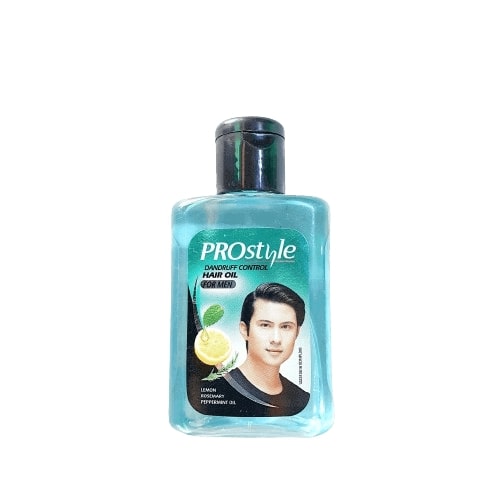 PROstyle
DANDRUFF CONTROL
HAIR OIL
FOR MEN
LEMON
ROSEMARY
PEPPERMINT OIL